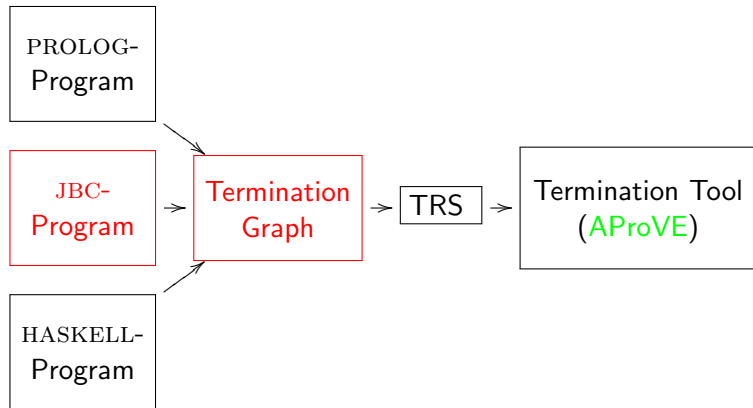 PROLOG-
Program
JBC-
Program
HASKELL-
Program
Termination
Graph
TRS
Termination Tool
(AProVE)